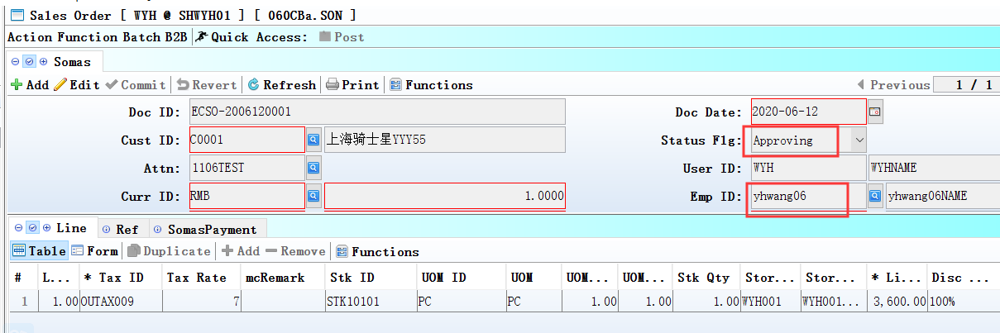 Sales Order [ WYH @ SHWYH01 ] [ 060CBa.SON ]
Action Function Batch B2B Quick Access: Post
Somas
Add Edit Commit Revert Refresh Print Functions Previous 1 / 1
Doc ID: ECSO-2006120001 Doc Date: 2020-06-12
Cust ID: C0001 上海骑士星YYY55 Status Flg: Approving
Attn: 1106TEST User ID: WYH WYHNAME
Curr ID: RMB 1.0000 Emp ID: yhwang06 yhwang06NAME
Line Ref SomasPayment
Table Form Duplicate Add Remove Functions
# L... * Tax ID Tax Rate mcRemark Stk ID UOM ID UOM UOM... UOM... Stk Qty Stor... Stor... * Li... Disc ...
1 1.00 OUTAX009 7 STK10101 PC PC 1.00 1.00 1.00 WYH001 WYH001... 3,600.00 100%